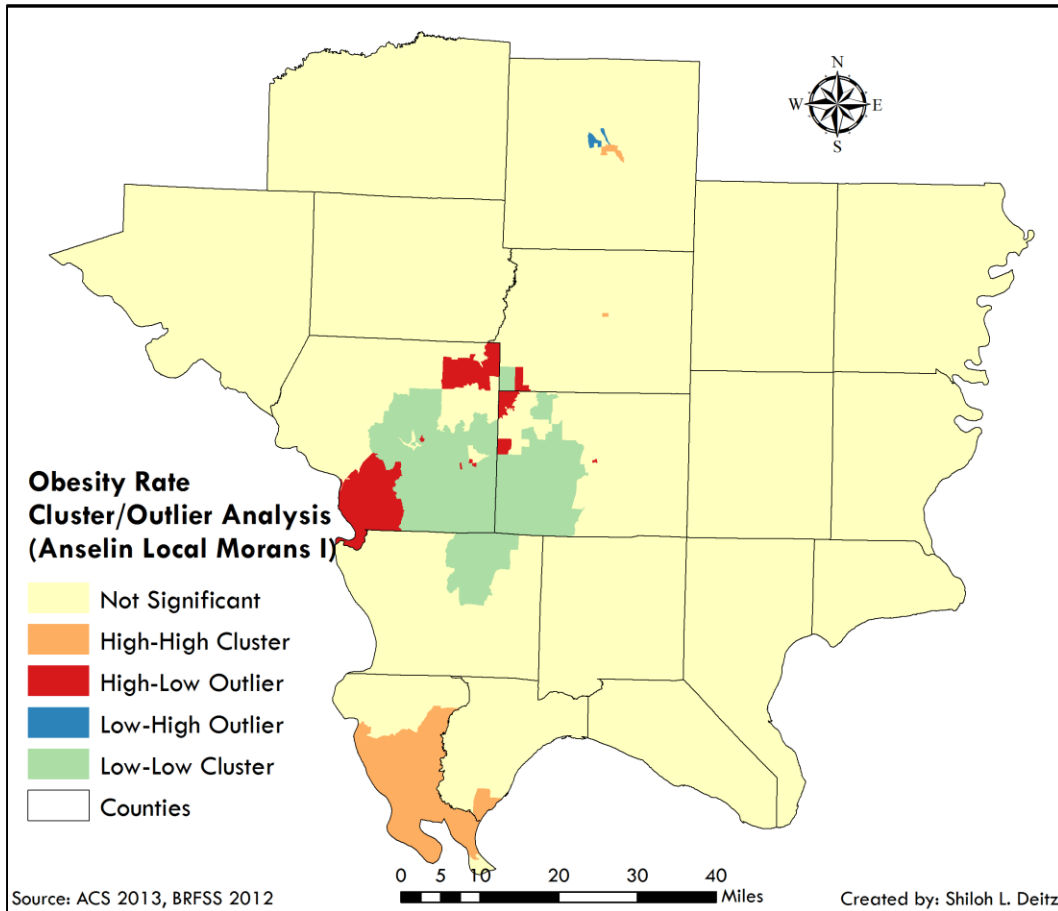 N
W E
S
Obesity Rate
Cluster/Outlier Analysis
(Anselin Local Morans I)
Not Significant
High-High Cluster
High-Low Outlier
Low-High Outlier
Low-Low Cluster
Counties
0 5 10 20 30 40
Miles
Source: ACS 2013, BRFSS 2012
Created by: Shiloh L. Deitz